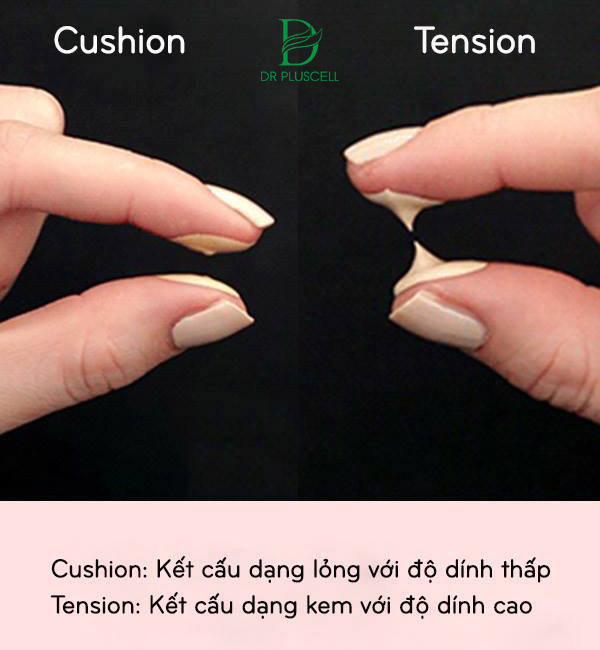 Cushion
DR PLUSCELL
Tension
Cushion: Kết cấu dạng lỏng với độ dính thấp
Tension: Kết cấu dạng kem với độ dính cao